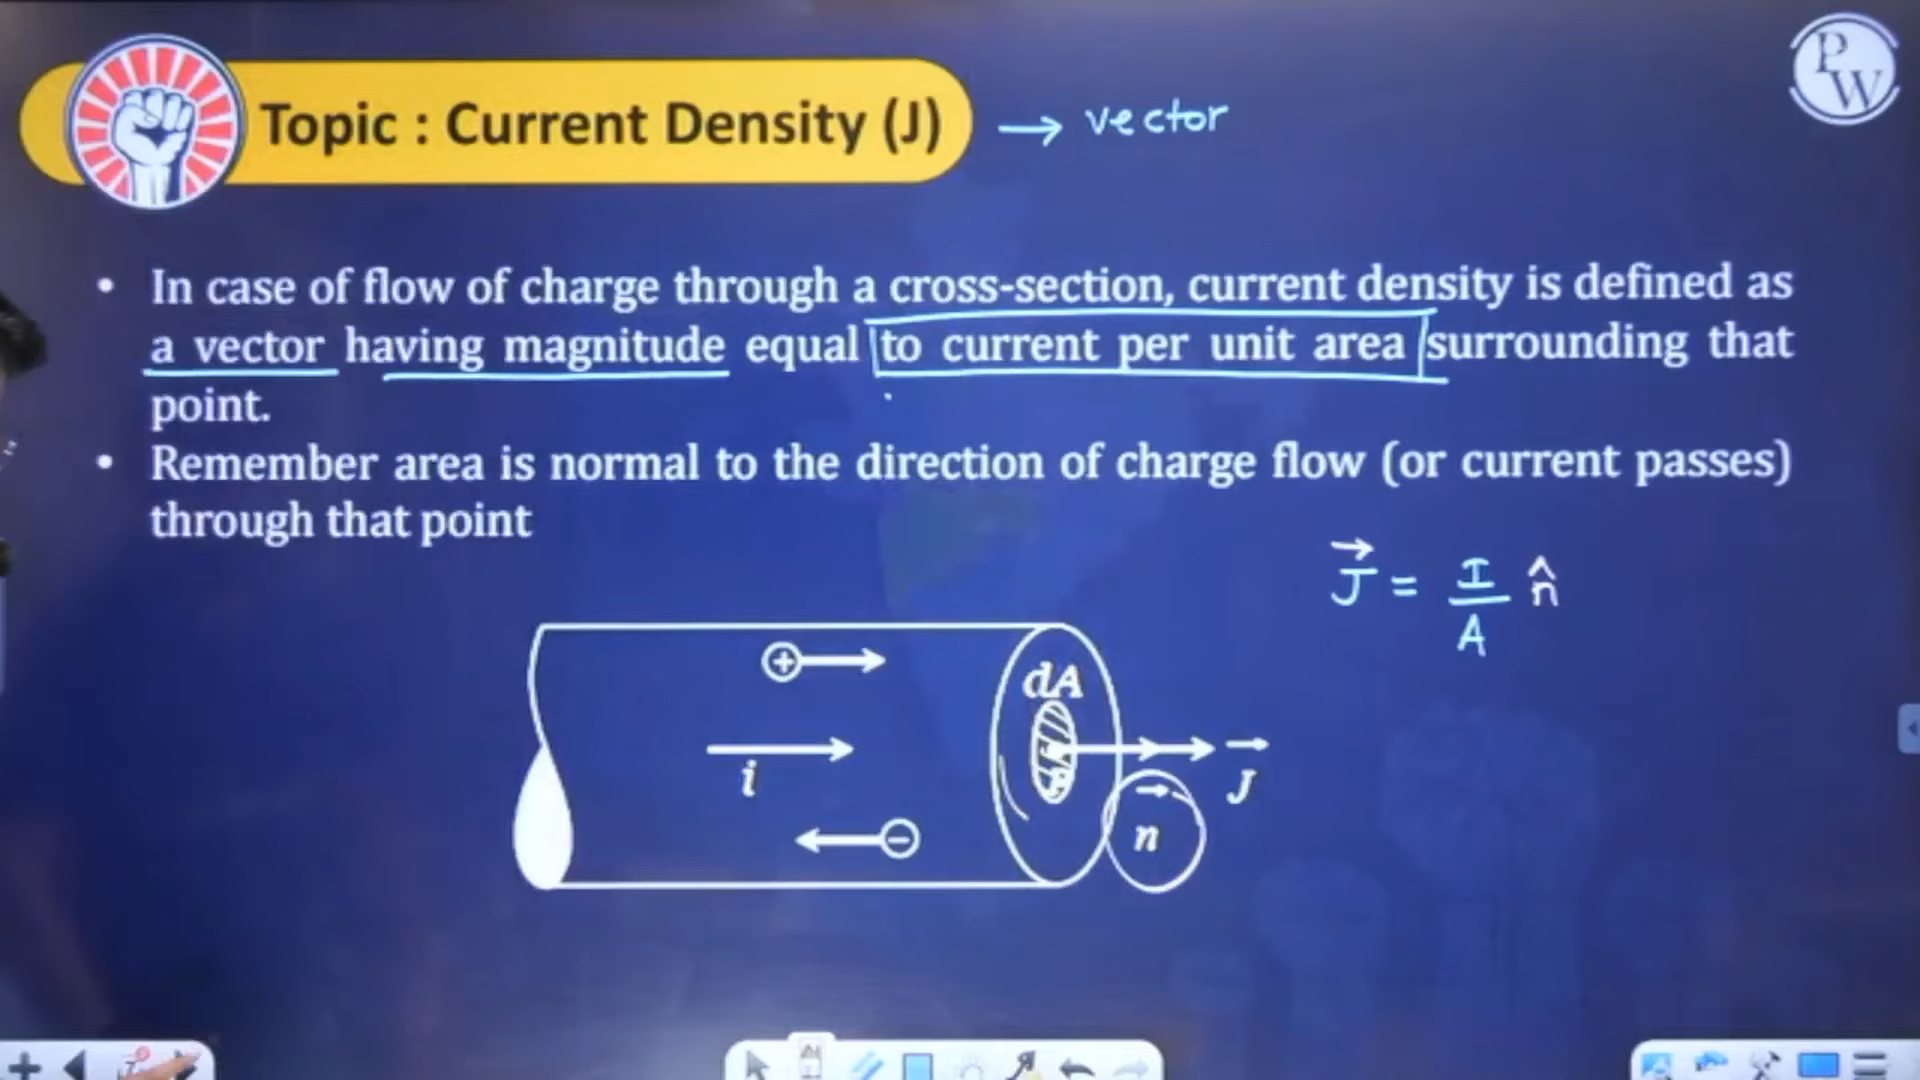 PW
Topic : Current Density (J) → vector
• In case of flow of charge through a cross-section, current density is defined as
a vector having magnitude equal to current per unit area surrounding that
point.
• Remember area is normal to the direction of charge flow (or current passes)
through that point
J⃗ = I/A n̂
dA
P
i
J⃗
n⃗